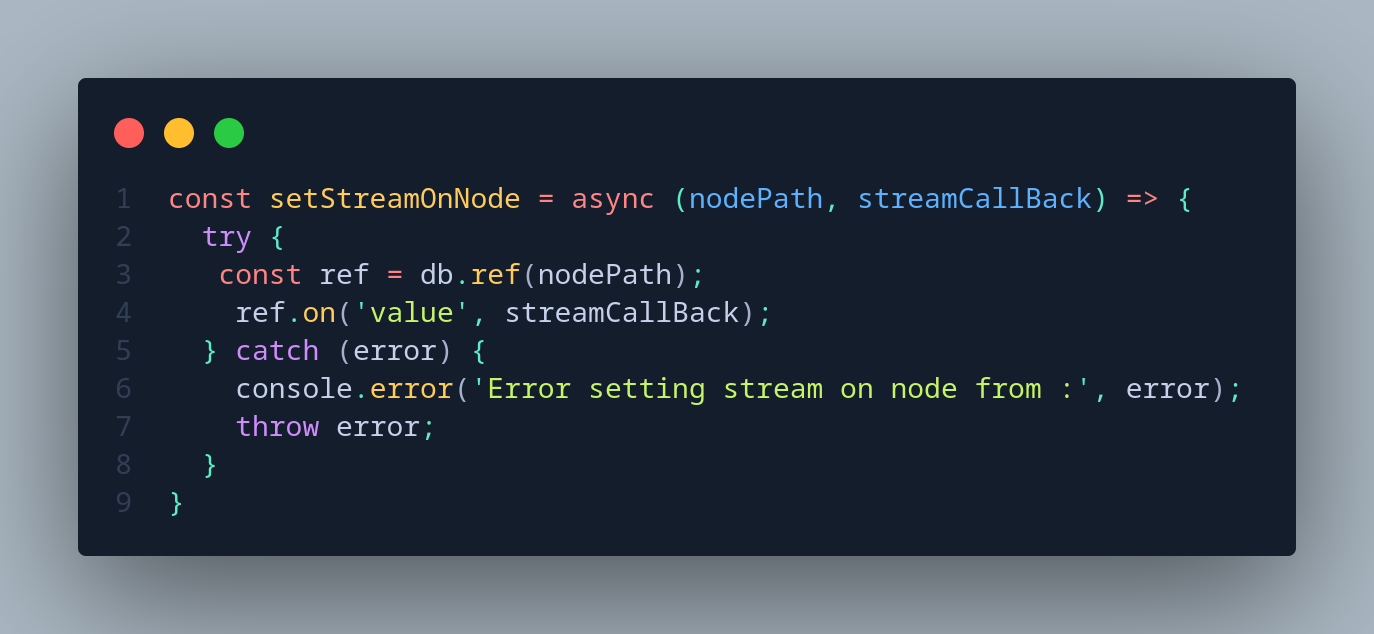 1 const setStreamOnNode = async (nodePath, streamCallBack) => {
2   try {
3    const ref = db.ref(nodePath);
4     ref.on('value', streamCallBack);
5   } catch (error) {
6     console.error('Error setting stream on node from :', error);
7     throw error;
8   }
9 }